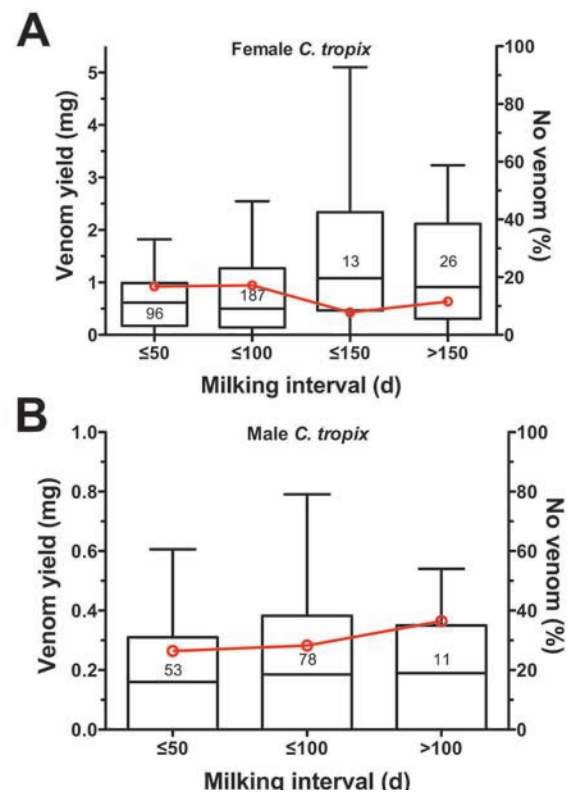 A
Female C. tropix
Venom yield (mg)
5
4
3
2
1
0
96
187
13
26
100
80
60
40
20
0
No venom (%)
≤50 ≤100 ≤150 >150
Milking interval (d)
B
Male C. tropix
Venom yield (mg)
1.0
0.8
0.6
0.4
0.2
0.0
53
78
11
100
80
60
40
20
0
No venom (%)
≤50 ≤100 >100
Milking interval (d)